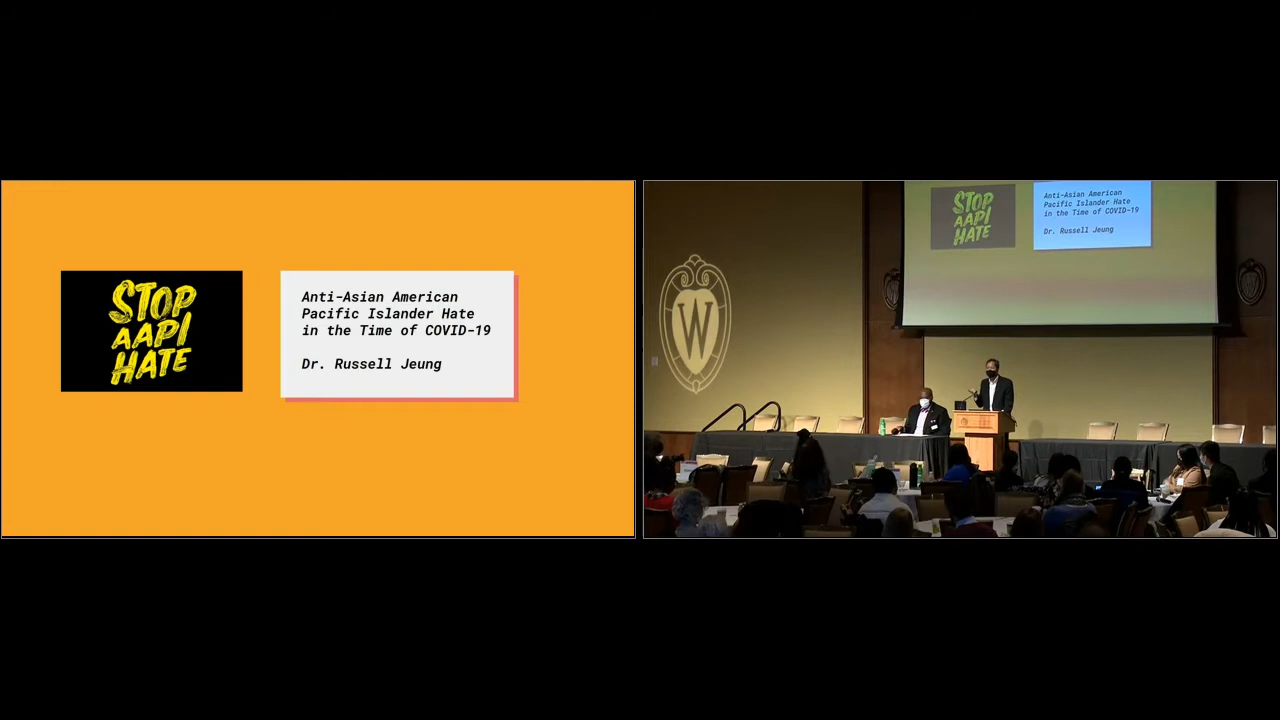 STOP
AAPI
HATE
Anti-Asian American
Pacific Islander Hate
in the Time of COVID-19
Dr. Russell Jeung
STOP
AAPI
HATE
Anti-Asian American
Pacific Islander Hate
in the Time of COVID-19
Dr. Russell Jeung
W